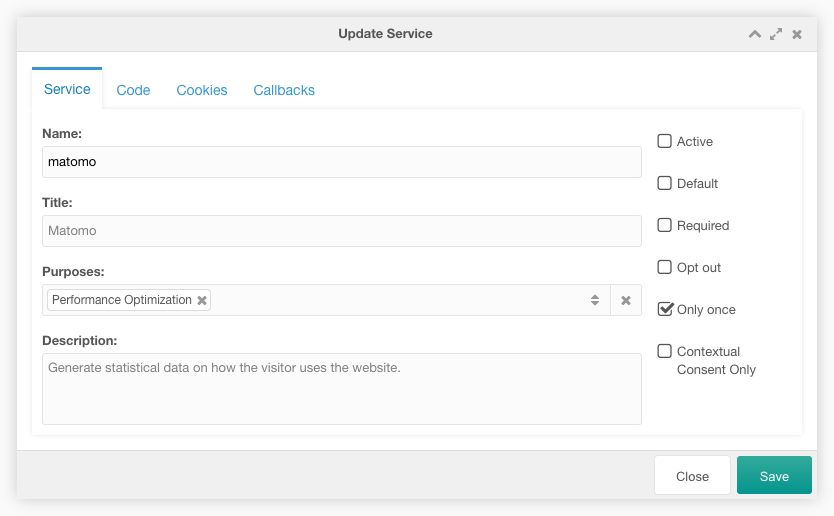 Update Service
Service
Code
Cookies
Callbacks
Name:
matomo
Title:
Matomo
Purposes:
Performance Optimization
Description:
Generate statistical data on how the visitor uses the website.
Active
Default
Required
Opt out
Only once
Contextual
Consent Only
Close
Save